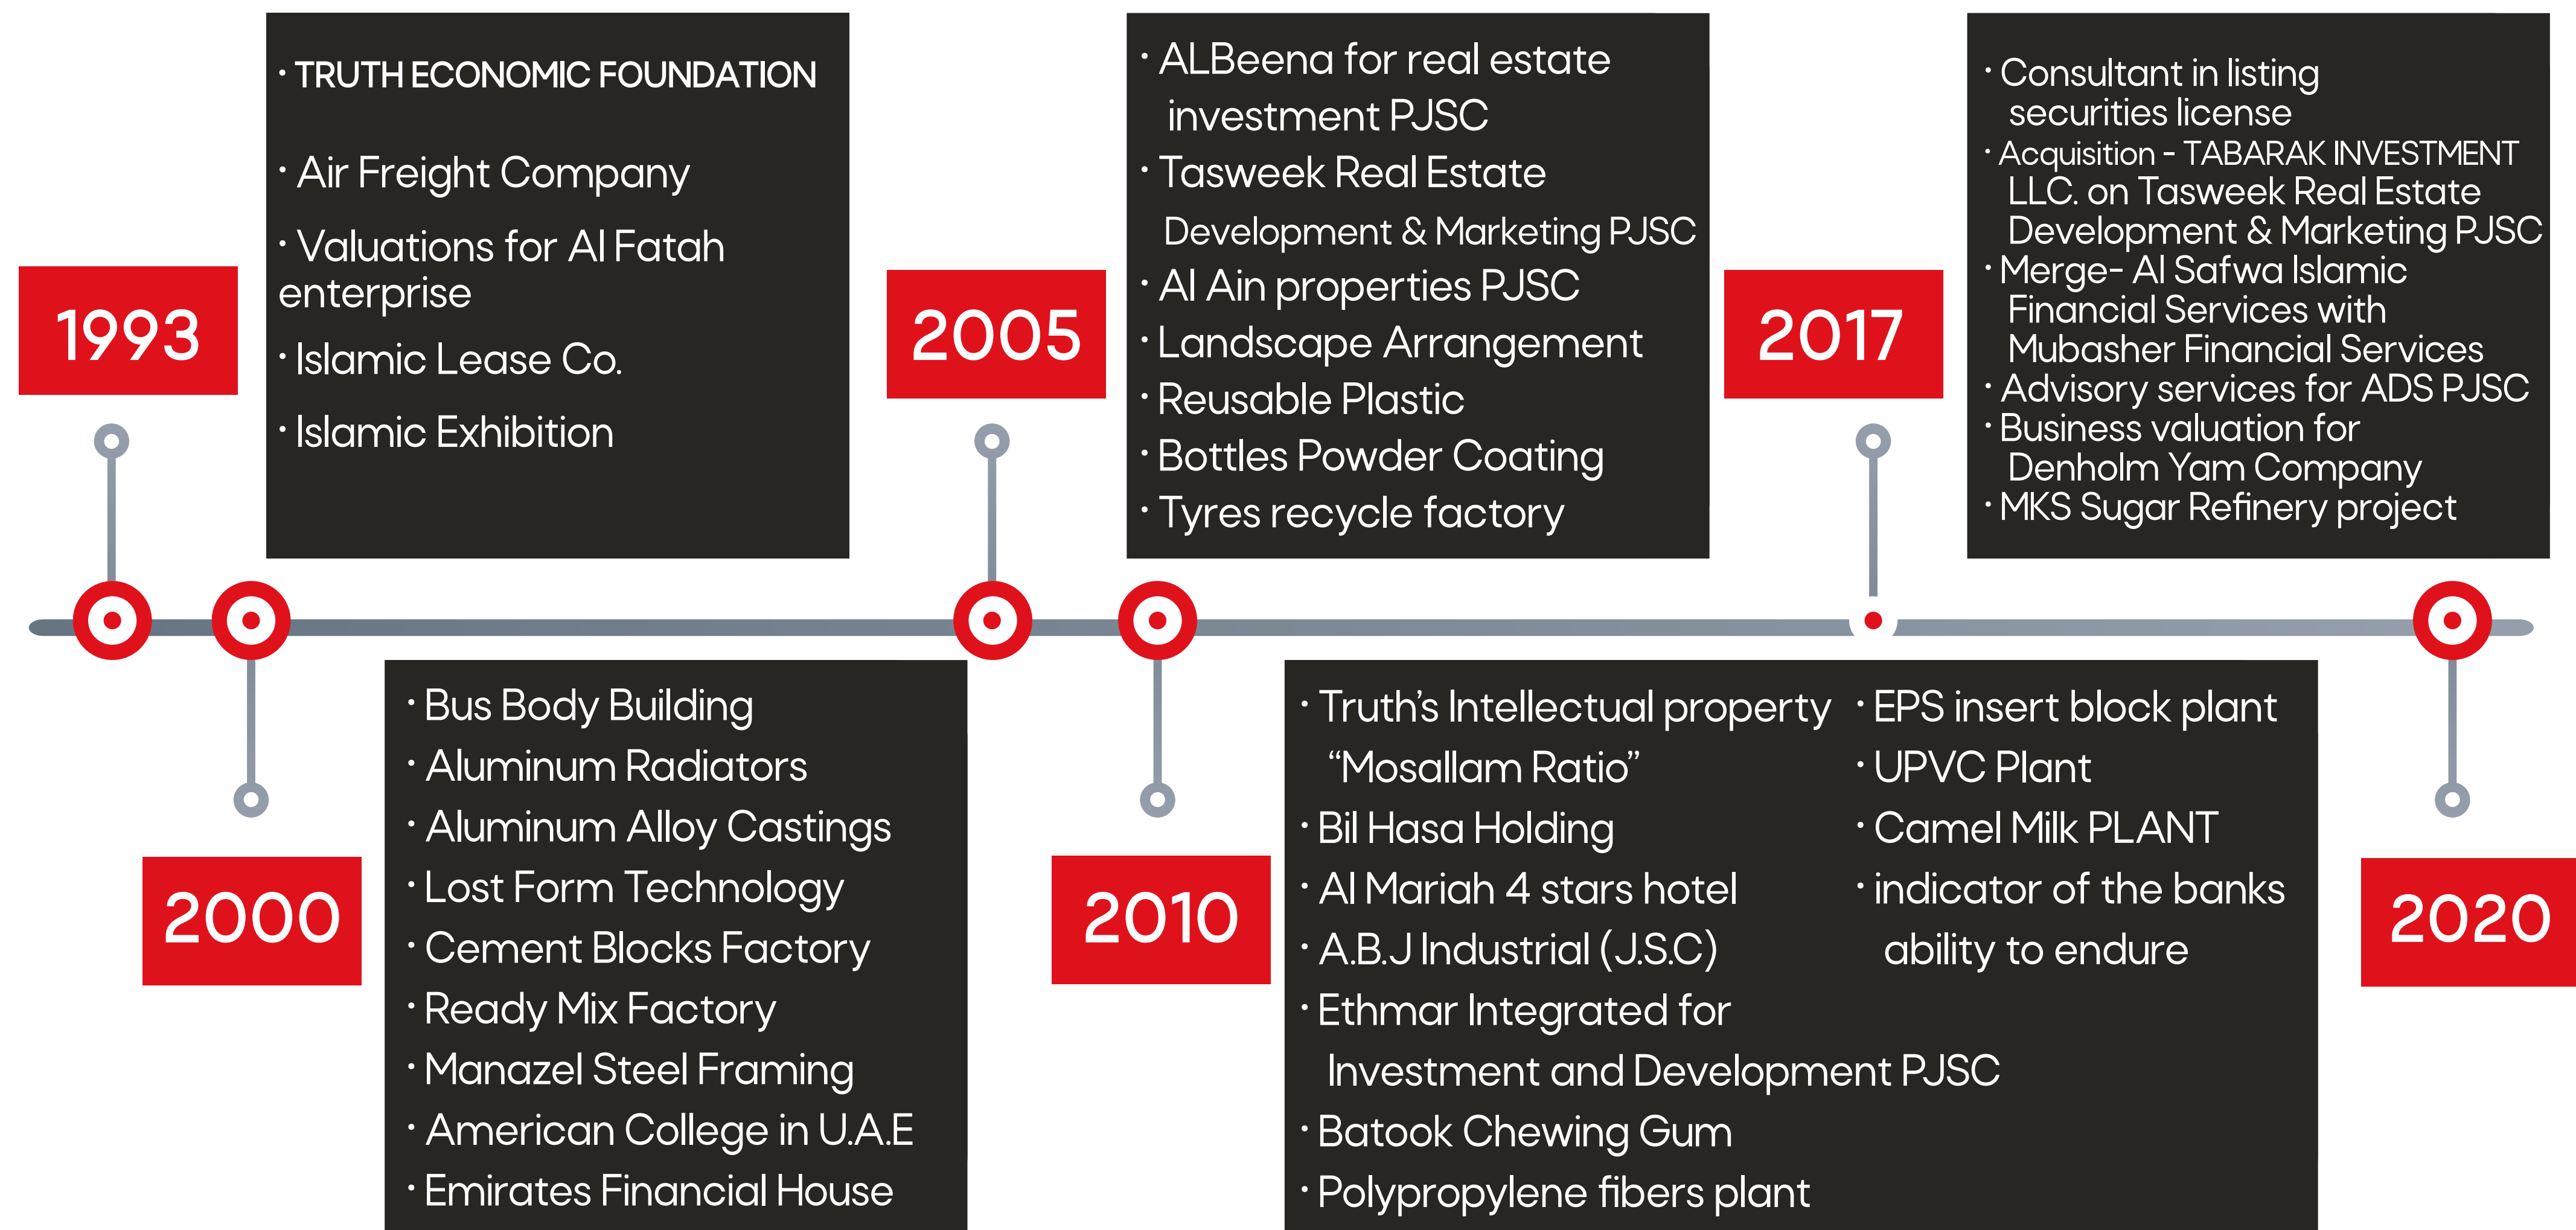 1993
· TRUTH ECONOMIC FOUNDATION
· Air Freight Company
· Valuations for Al Fatah
enterprise
· Islamic Lease Co.
· Islamic Exhibition
2000
· Bus Body Building
· Aluminum Radiators
· Aluminum Alloy Castings
· Lost Form Technology
· Cement Blocks Factory
· Ready Mix Factory
· Manazel Steel Framing
· American College in U.A.E
· Emirates Financial House
2005
· ALBeena for real estate
investment PJSC
· Tasweek Real Estate
Development & Marketing PJSC
· Al Ain properties PJSC
· Landscape Arrangement
· Reusable Plastic
· Bottles Powder Coating
· Tyres recycle factory
2010
· Truth's Intellectual property
“Mosallam Ratio”
· Bil Hasa Holding
· Al Mariah 4 stars hotel
· A.B.J Industrial (J.S.C)
· Ethmar Integrated for
Investment and Development PJSC
· Batook Chewing Gum
· Polypropylene fibers plant
· EPS insert block plant
· UPVC Plant
· Camel Milk PLANT
· indicator of the banks
ability to endure
2017
· Consultant in listing
securities license
· Acquisition - TABARAK INVESTMENT
LLC. on Tasweek Real Estate
Development & Marketing PJSC
· Merge- Al Safwa Islamic
Financial Services with
Mubasher Financial Services
· Advisory services for ADS PJSC
· Business valuation for
Denholm Yam Company
· MKS Sugar Refinery project
2020